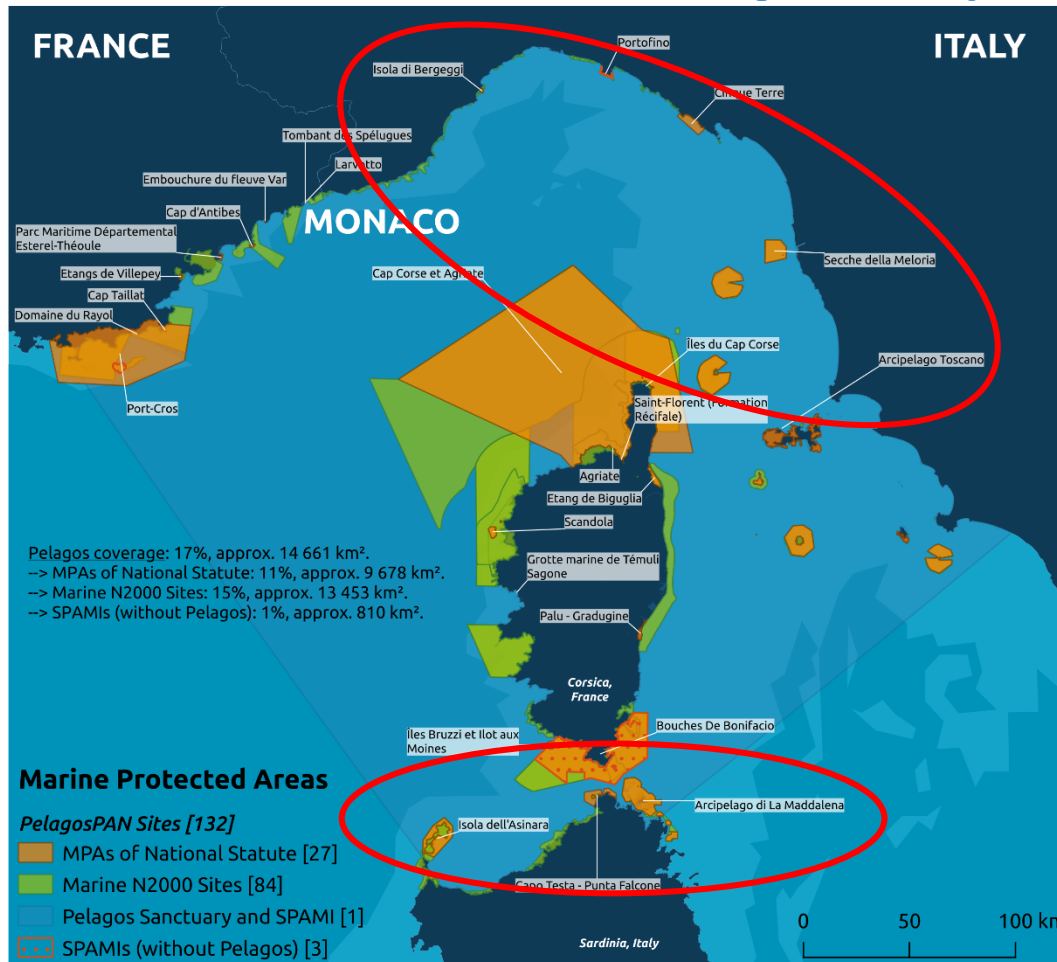 FRANCE
ITALY
Portofino
Isola di Bergeggi
Cinque Terre
Tombant des Spélugues
Larvotto
Embouchure du fleuve Var
Cap d'Antibes
MONACO
Parc Maritime Départemental
Esterel-Théoule
Secche della Meloria
Cap Corse et Agriate
Etangs de Villepey
Cap Taillat
Domaine du Rayol
Îles du Cap Corse
Arcipelago Toscano
Port-Cros
Saint-Florent (Formation
Récifale)
Agriate
Etang de Biguglia
Scandola
Pelagos coverage: 17%, approx. 14 661 km².
--> MPAs of National Statute: 11%, approx. 9 678 km².
--> Marine N2000 Sites: 15%, approx. 13 453 km².
--> SPAMIs (without Pelagos): 1%, approx. 810 km².
Grotte marine de Témuli
Sagone
Palu - Gradugine
Corsica,
France
Îles Bruzzi et Ilot aux
Moines
Bouches De Bonifacio
Marine Protected Areas
Arcipelago di La Maddalena
PelagosPAN Sites [132]
Isola dell'Asinara
MPAs of National Statute [27]
Marine N2000 Sites [84]
Capo Testa - Punta Falcone
Pelagos Sanctuary and SPAMI [1]
SPAMIs (without Pelagos) [3]
Sardinia, Italy
0 50 100 km